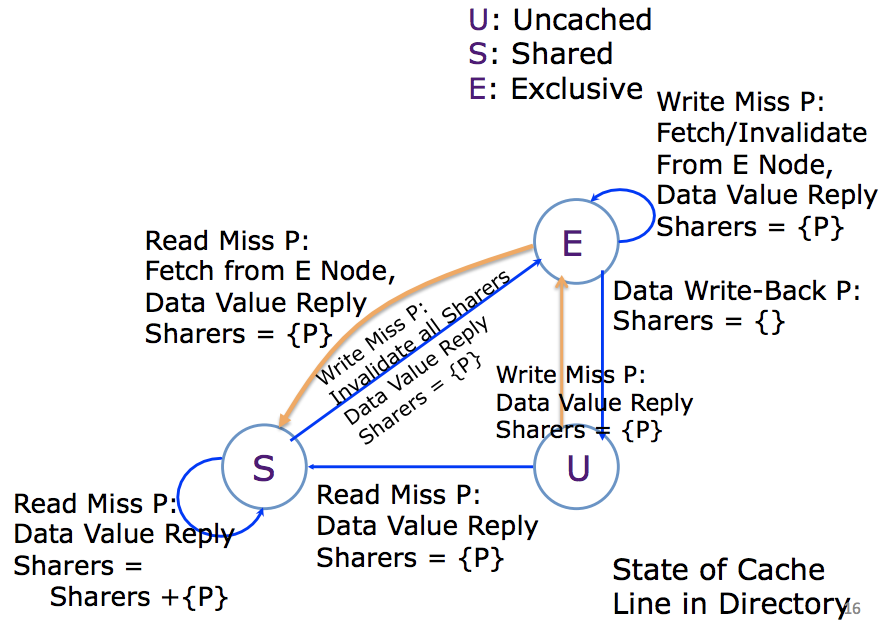 U: Uncached
S: Shared
E: Exclusive
Write Miss P:
Fetch/Invalidate
From E Node,
Data Value Reply
Sharers = {P}
E
Read Miss P:
Fetch from E Node,
Data Value Reply
Sharers = {P}
Write Miss P:
Invalidate all Sharers
Data Value Reply
Sharers = {P}
Data Write-Back P:
Sharers = {}
Write Miss P:
Data Value Reply
Sharers = {P}
S
U
Read Miss P:
Data Value Reply
Sharers =
Sharers +{P}
Read Miss P:
Data Value Reply
Sharers = {P}
State of Cache
Line in Directory
16